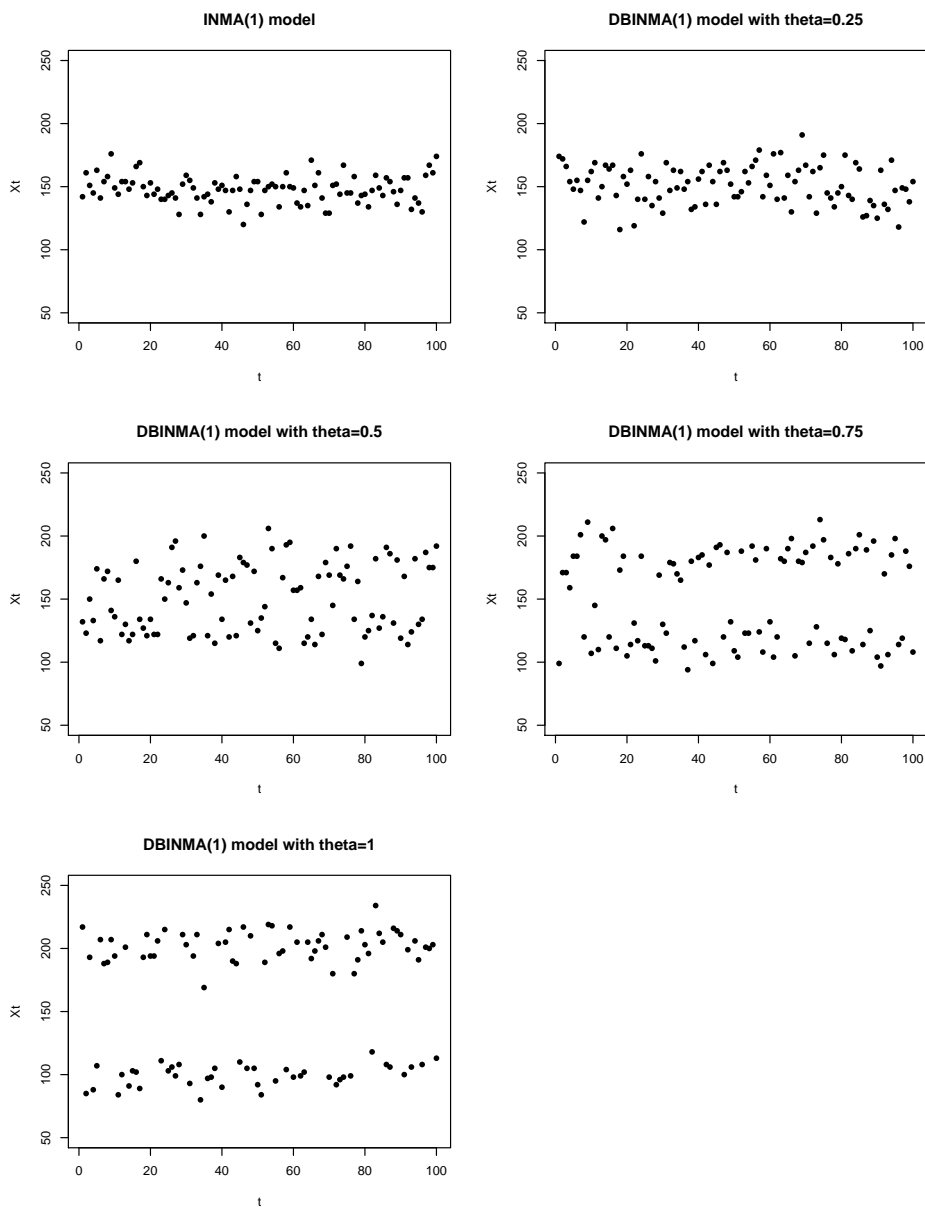 INMA(1) model
250
200
150
100
50
Xt
0 20 40 60 80 100
t
DBINMA(1) model with theta=0.25
250
200
150
100
50
Xt
0 20 40 60 80 100
t
DBINMA(1) model with theta=0.5
250
200
150
100
50
Xt
0 20 40 60 80 100
t
DBINMA(1) model with theta=0.75
250
200
150
100
50
Xt
0 20 40 60 80 100
t
DBINMA(1) model with theta=1
250
200
150
100
50
Xt
0 20 40 60 80 100
t